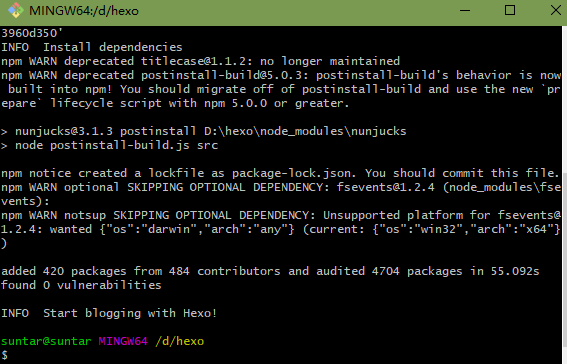 MINGW64:/d/hexo
3960d350'
INFO  Install dependencies
npm WARN deprecated titlecase@1.1.2: no longer maintained
npm WARN deprecated postinstall-build@5.0.3: postinstall-build's behavior is now
 built into npm! You should migrate off of postinstall-build and use the new `pr
epare` lifecycle script with npm 5.0.0 or greater.
> nunjucks@3.1.3 postinstall D:\hexo\node_modules\nunjucks
> node postinstall-build.js src
npm notice created a lockfile as package-lock.json. You should commit this file.
npm WARN optional SKIPPING OPTIONAL DEPENDENCY: fsevents@1.2.4 (node_modules\fse
vents):
npm WARN notsup SKIPPING OPTIONAL DEPENDENCY: Unsupported platform for fsevents@
1.2.4: wanted {"os":"darwin","arch":"any"} (current: {"os":"win32","arch":"x64"}
)
added 420 packages from 484 contributors and audited 4704 packages in 55.092s
found 0 vulnerabilities
INFO  Start blogging with Hexo!
suntar@suntar MINGW64 /d/hexo
$